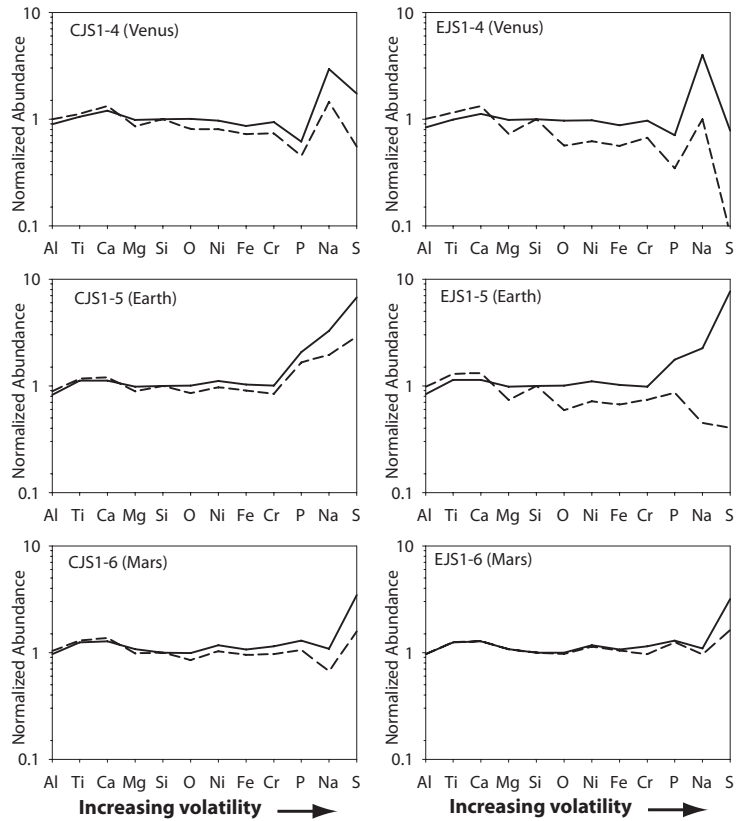 10
CJS1-4 (Venus)
Normalized Abundance
1
0.1
Al Ti Ca Mg Si O Ni Fe Cr P Na S
10
EJS1-4 (Venus)
Normalized Abundance
1
0.1
Al Ti Ca Mg Si O Ni Fe Cr P Na S
10
CJS1-5 (Earth)
Normalized Abundance
1
0.1
Al Ti Ca Mg Si O Ni Fe Cr P Na S
10
EJS1-5 (Earth)
Normalized Abundance
1
0.1
Al Ti Ca Mg Si O Ni Fe Cr P Na S
10
CJS1-6 (Mars)
Normalized Abundance
1
0.1
Al Ti Ca Mg Si O Ni Fe Cr P Na S
Increasing volatility
10
EJS1-6 (Mars)
Normalized Abundance
1
0.1
Al Ti Ca Mg Si O Ni Fe Cr P Na S
Increasing volatility